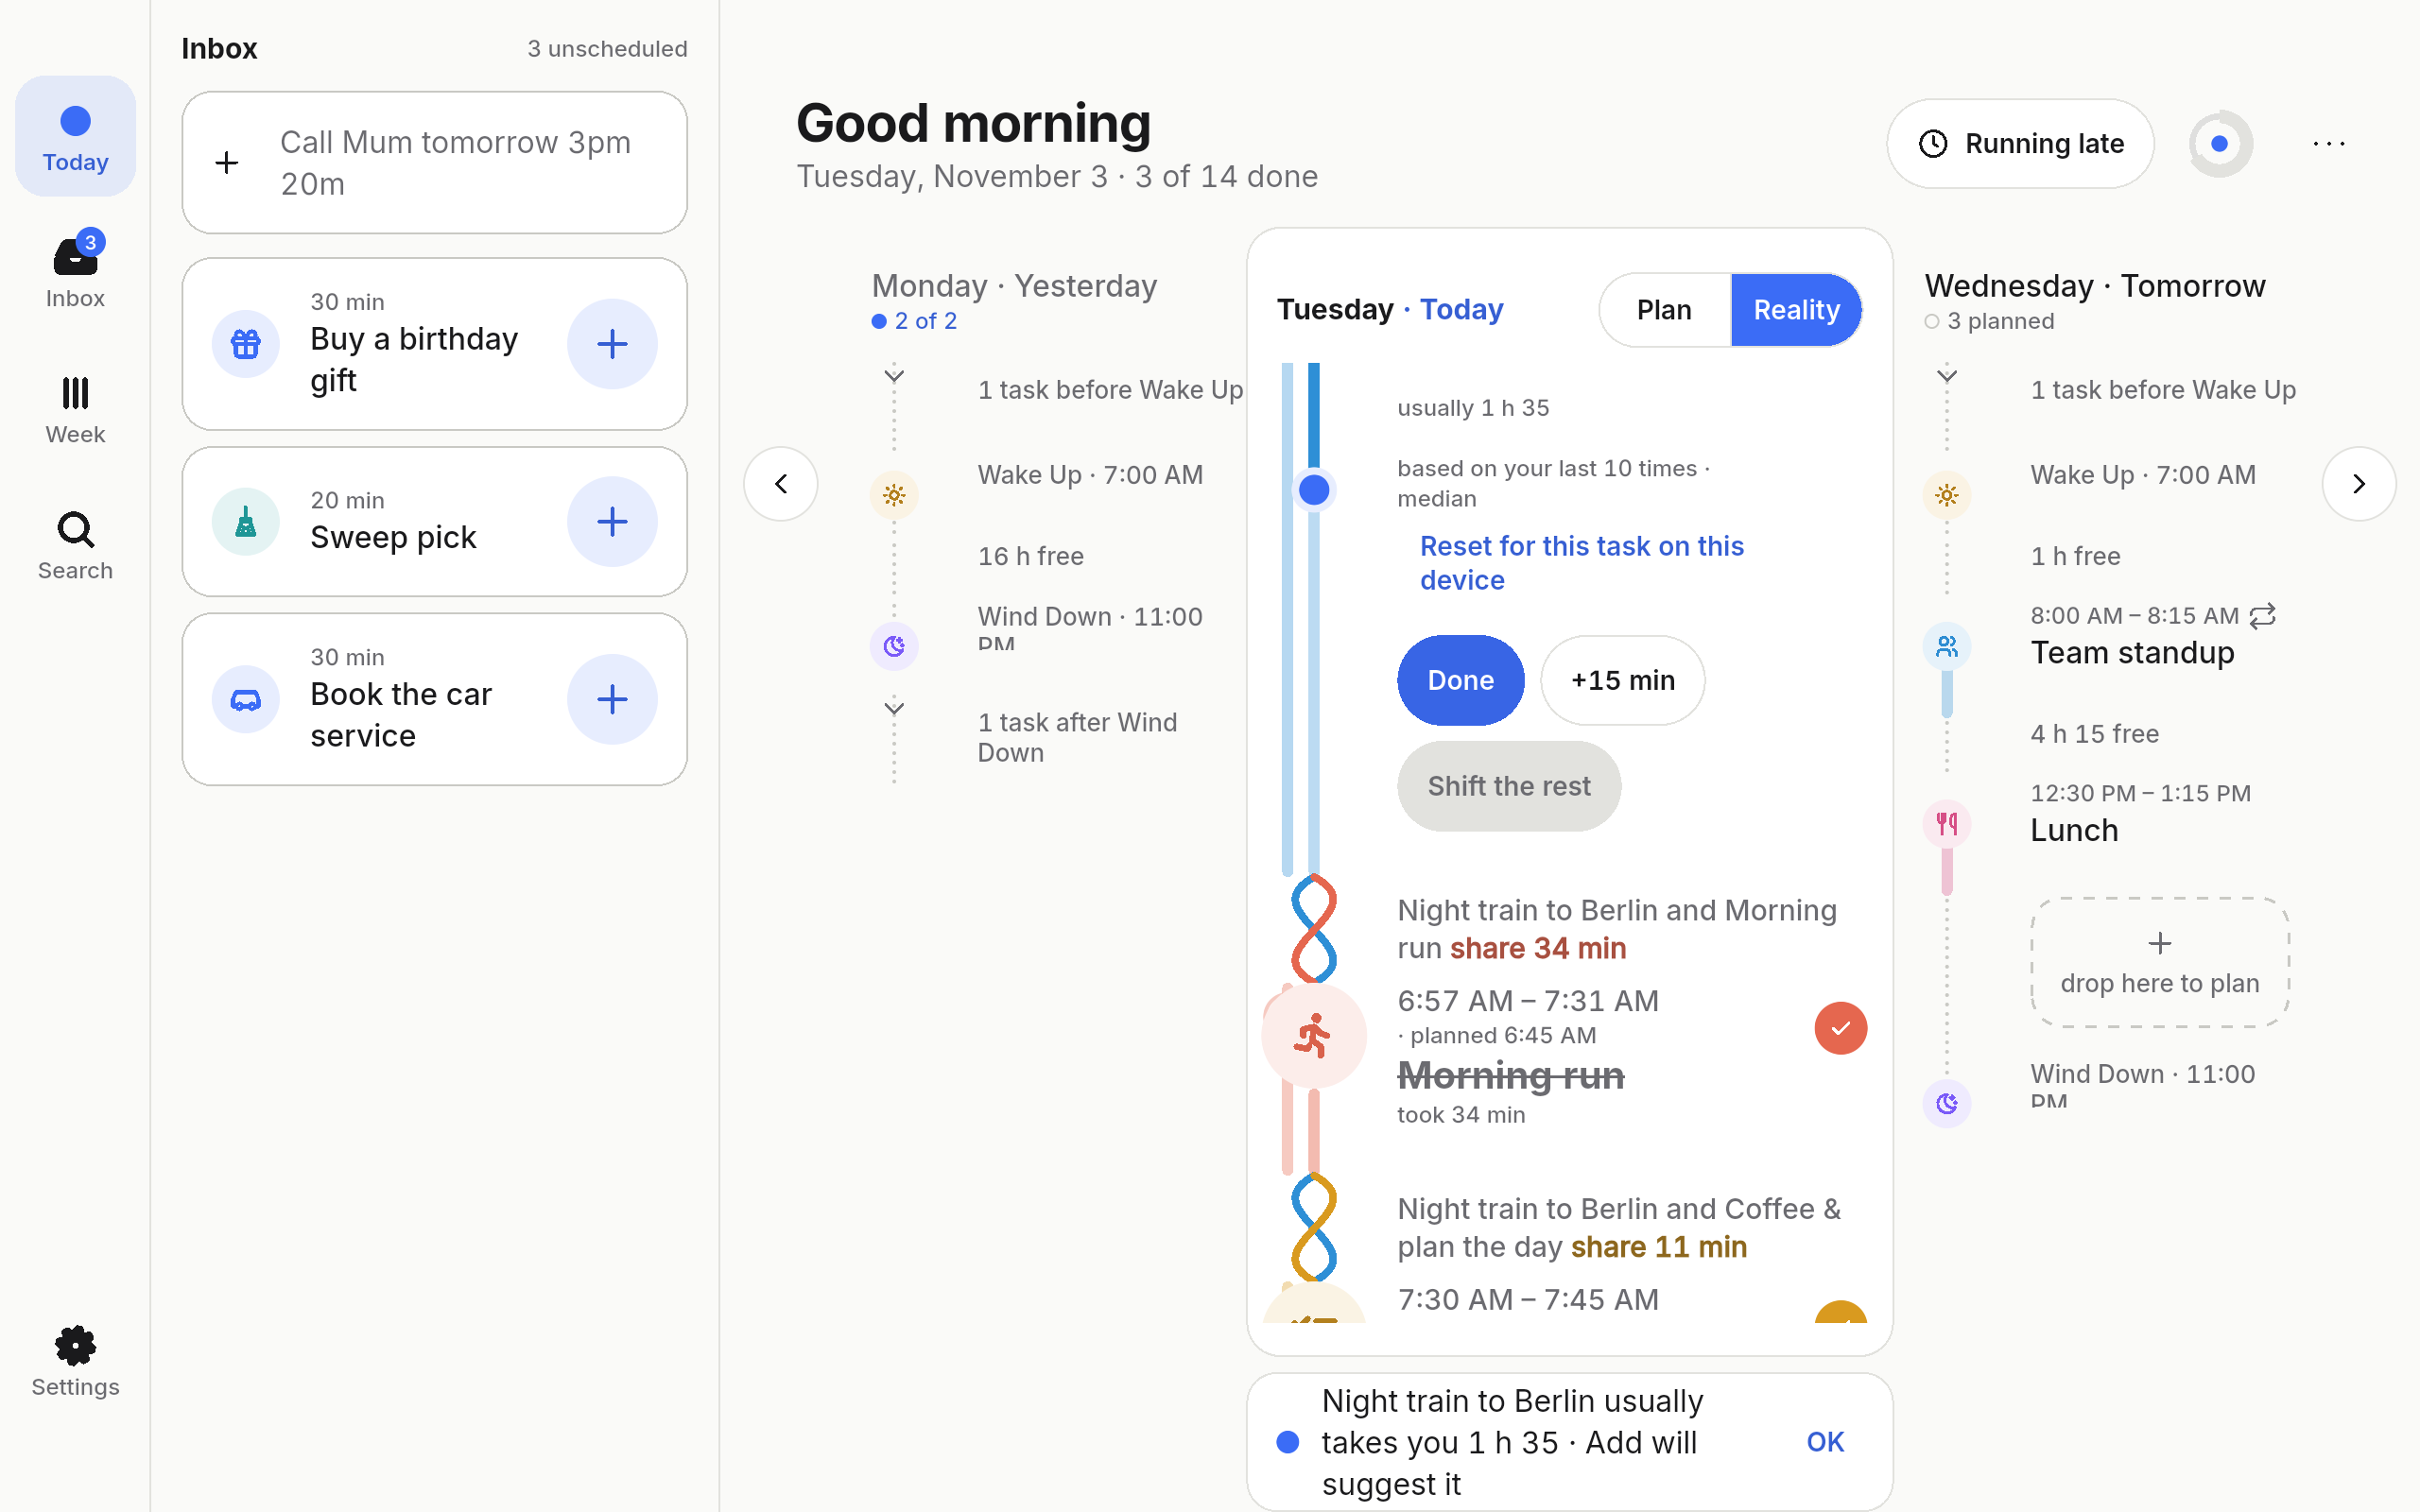 Today
3
Inbox
Week
Search
Settings
Inbox
3 unscheduled
Call Mum tomorrow 3pm
20m
30 min
Buy a birthday
gift
20 min
Sweep pick
30 min
Book the car
service
Good morning
Tuesday, November 3 · 3 of 14 done
Running late
Monday · Yesterday
2 of 2
1 task before Wake Up
Wake Up · 7:00 AM
16 h free
Wind Down · 11:00
PM
1 task after Wind
Down
Tuesday · Today
Plan
Reality
usually 1 h 35
based on your last 10 times ·
median
Reset for this task on this
device
Done
+15 min
Shift the rest
Night train to Berlin and Morning
run share 34 min
6:57 AM – 7:31 AM
· planned 6:45 AM
Morning run
took 34 min
Night train to Berlin and Coffee &
plan the day share 11 min
7:30 AM – 7:45 AM
Night train to Berlin usually
takes you 1 h 35 · Add will
suggest it
OK
Wednesday · Tomorrow
3 planned
1 task before Wake Up
Wake Up · 7:00 AM
1 h free
8:00 AM – 8:15 AM
Team standup
4 h 15 free
12:30 PM – 1:15 PM
Lunch
drop here to plan
Wind Down · 11:00
PM